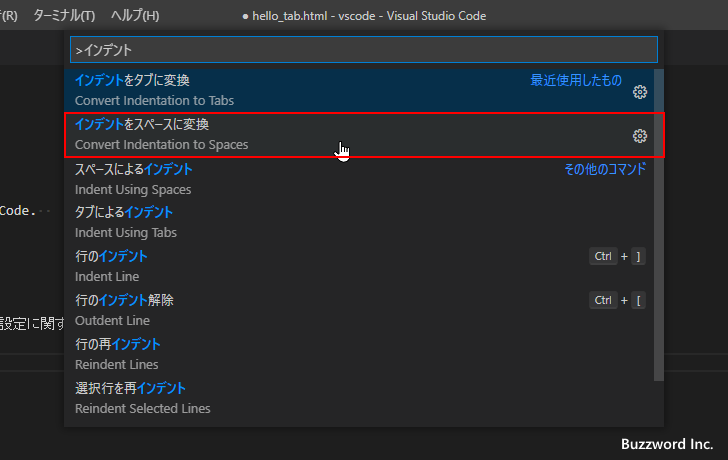 (R) ターミナル(T) ヘルプ(H) ● hello_tab.html - vscode - Visual Studio Code
>インデント
インデントをタブに変換 最近使用したもの
Convert Indentation to Tabs
インデントをスペースに変換
Convert Indentation to Spaces
スペースによるインデント その他のコマンド
Indent Using Spaces
Code.
タブによるインデント
Indent Using Tabs
行のインデント Ctrl + ]
Indent Line
行のインデント解除 Ctrl + [
Outdent Line
設定に関す
行の再インデント
Reindent Lines
選択行を再インデント
Reindent Selected Lines
Buzzword Inc.